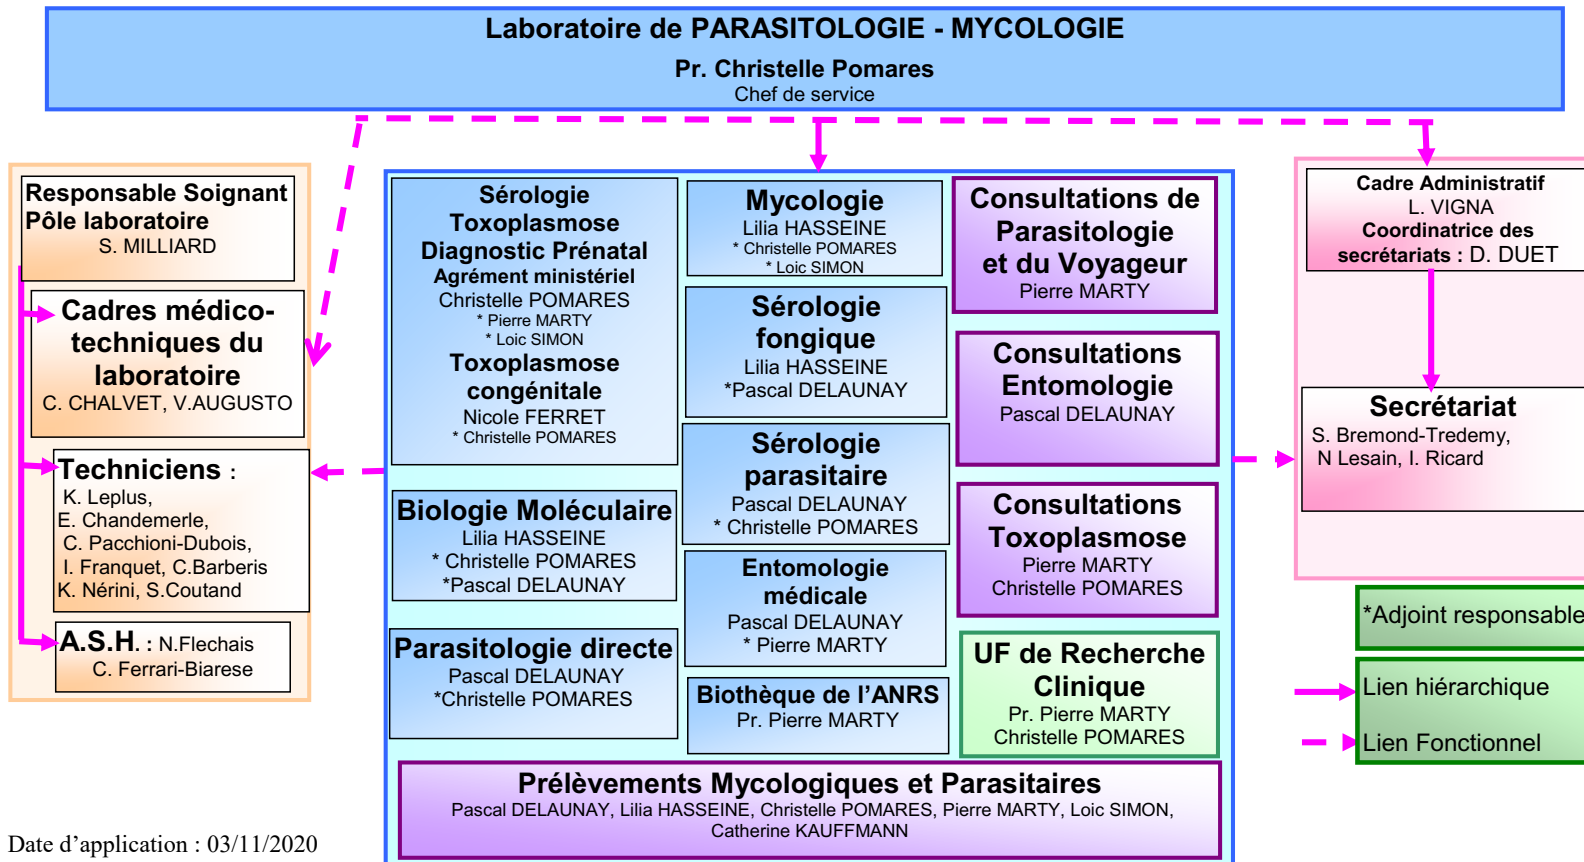 Laboratoire de PARASITOLOGIE - MYCOLOGIE
Pr. Christelle Pomares
Chef de service
Responsable Soignant
Pôle laboratoire
S. MILLIARD
Cadres médico-
techniques du
laboratoire
C. CHALVET, V.AUGUSTO
Techniciens :
K. Leplus,
E. Chandemerle,
C. Pacchioni-Dubois,
I. Franquet, C.Barberis
K. Nérini, S.Coutand
A.S.H. : N.Flechais
C. Ferrari-Biarese
Sérologie
Toxoplasmose
Diagnostic Prénatal
Agrément ministériel
Christelle POMARES
* Pierre MARTY
* Loic SIMON
Toxoplasmose
congénitale
Nicole FERRET
* Christelle POMARES
Biologie Moléculaire
Lilia HASSEINE
* Christelle POMARES
*Pascal DELAUNAY
Parasitologie directe
Pascal DELAUNAY
*Christelle POMARES
Mycologie
Lilia HASSEINE
* Christelle POMARES
* Loic SIMON
Sérologie
fongique
Lilia HASSEINE
*Pascal DELAUNAY
Sérologie
parasitaire
Pascal DELAUNAY
* Christelle POMARES
Entomologie
médicale
Pascal DELAUNAY
* Pierre MARTY
Biothèque de l’ANRS
Pr. Pierre MARTY
Consultations de
Parasitologie
et du Voyageur
Pierre MARTY
Consultations
Entomologie
Pascal DELAUNAY
Consultations
Toxoplasmose
Pierre MARTY
Christelle POMARES
UF de Recherche
Clinique
Pr. Pierre MARTY
Christelle POMARES
Prélèvements Mycologiques et Parasitaires
Pascal DELAUNAY, Lilia HASSEINE, Christelle POMARES, Pierre MARTY, Loic SIMON,
Catherine KAUFFMANN
Cadre Administratif
L. VIGNA
Coordinatrice des
secrétariats : D. DUET
Secrétariat
S. Bremond-Tredemy,
N Lesain, I. Ricard
*Adjoint responsable
Lien hiérarchique
Lien Fonctionnel
Date d’application : 03/11/2020